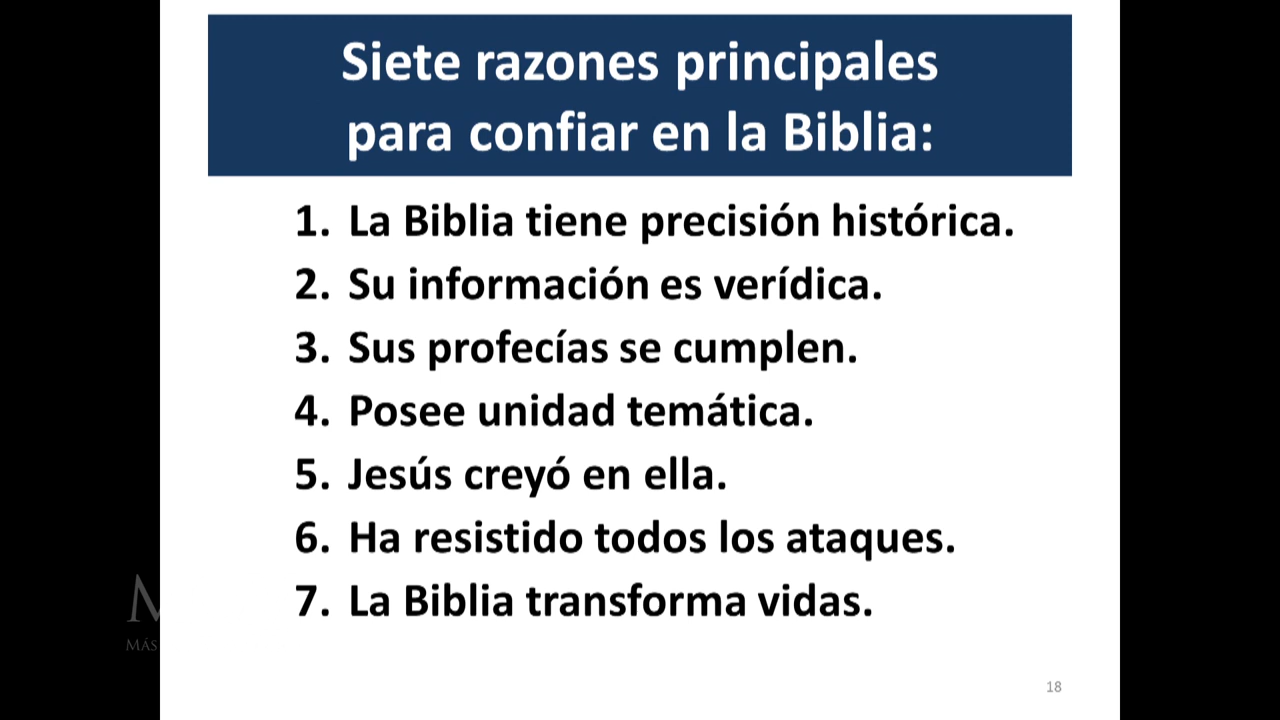 Siete razones principales
para confiar en la Biblia:
1. La Biblia tiene precisión histórica.
2. Su información es verídica.
3. Sus profecías se cumplen.
4. Posee unidad temática.
5. Jesús creyó en ella.
6. Ha resistido todos los ataques.
7. La Biblia transforma vidas.
MÁS
18